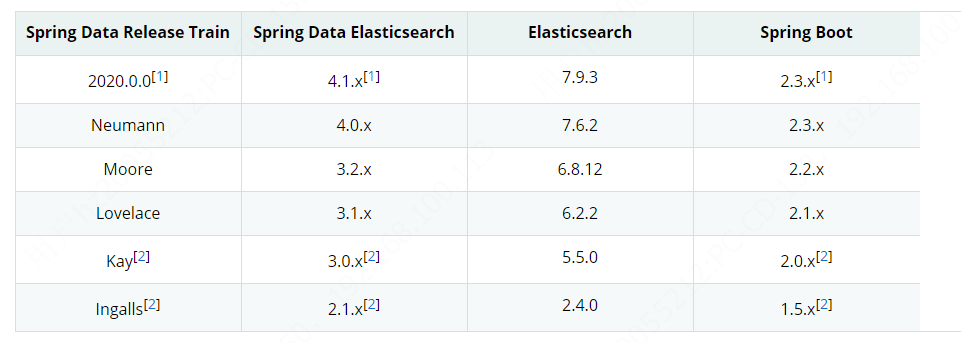 Spring Data Release Train Spring Data Elasticsearch Elasticsearch Spring Boot
2020.0.0[1] 4.1.x[1] 7.9.3 2.3.x[1]
Neumann 4.0.x 7.6.2 2.3.x
Moore 3.2.x 6.8.12 2.2.x
Lovelace 3.1.x 6.2.2 2.1.x
Kay[2] 3.0.x[2] 5.5.0 2.0.x[2]
Ingalls[2] 2.1.x[2] 2.4.0 1.5.x[2]